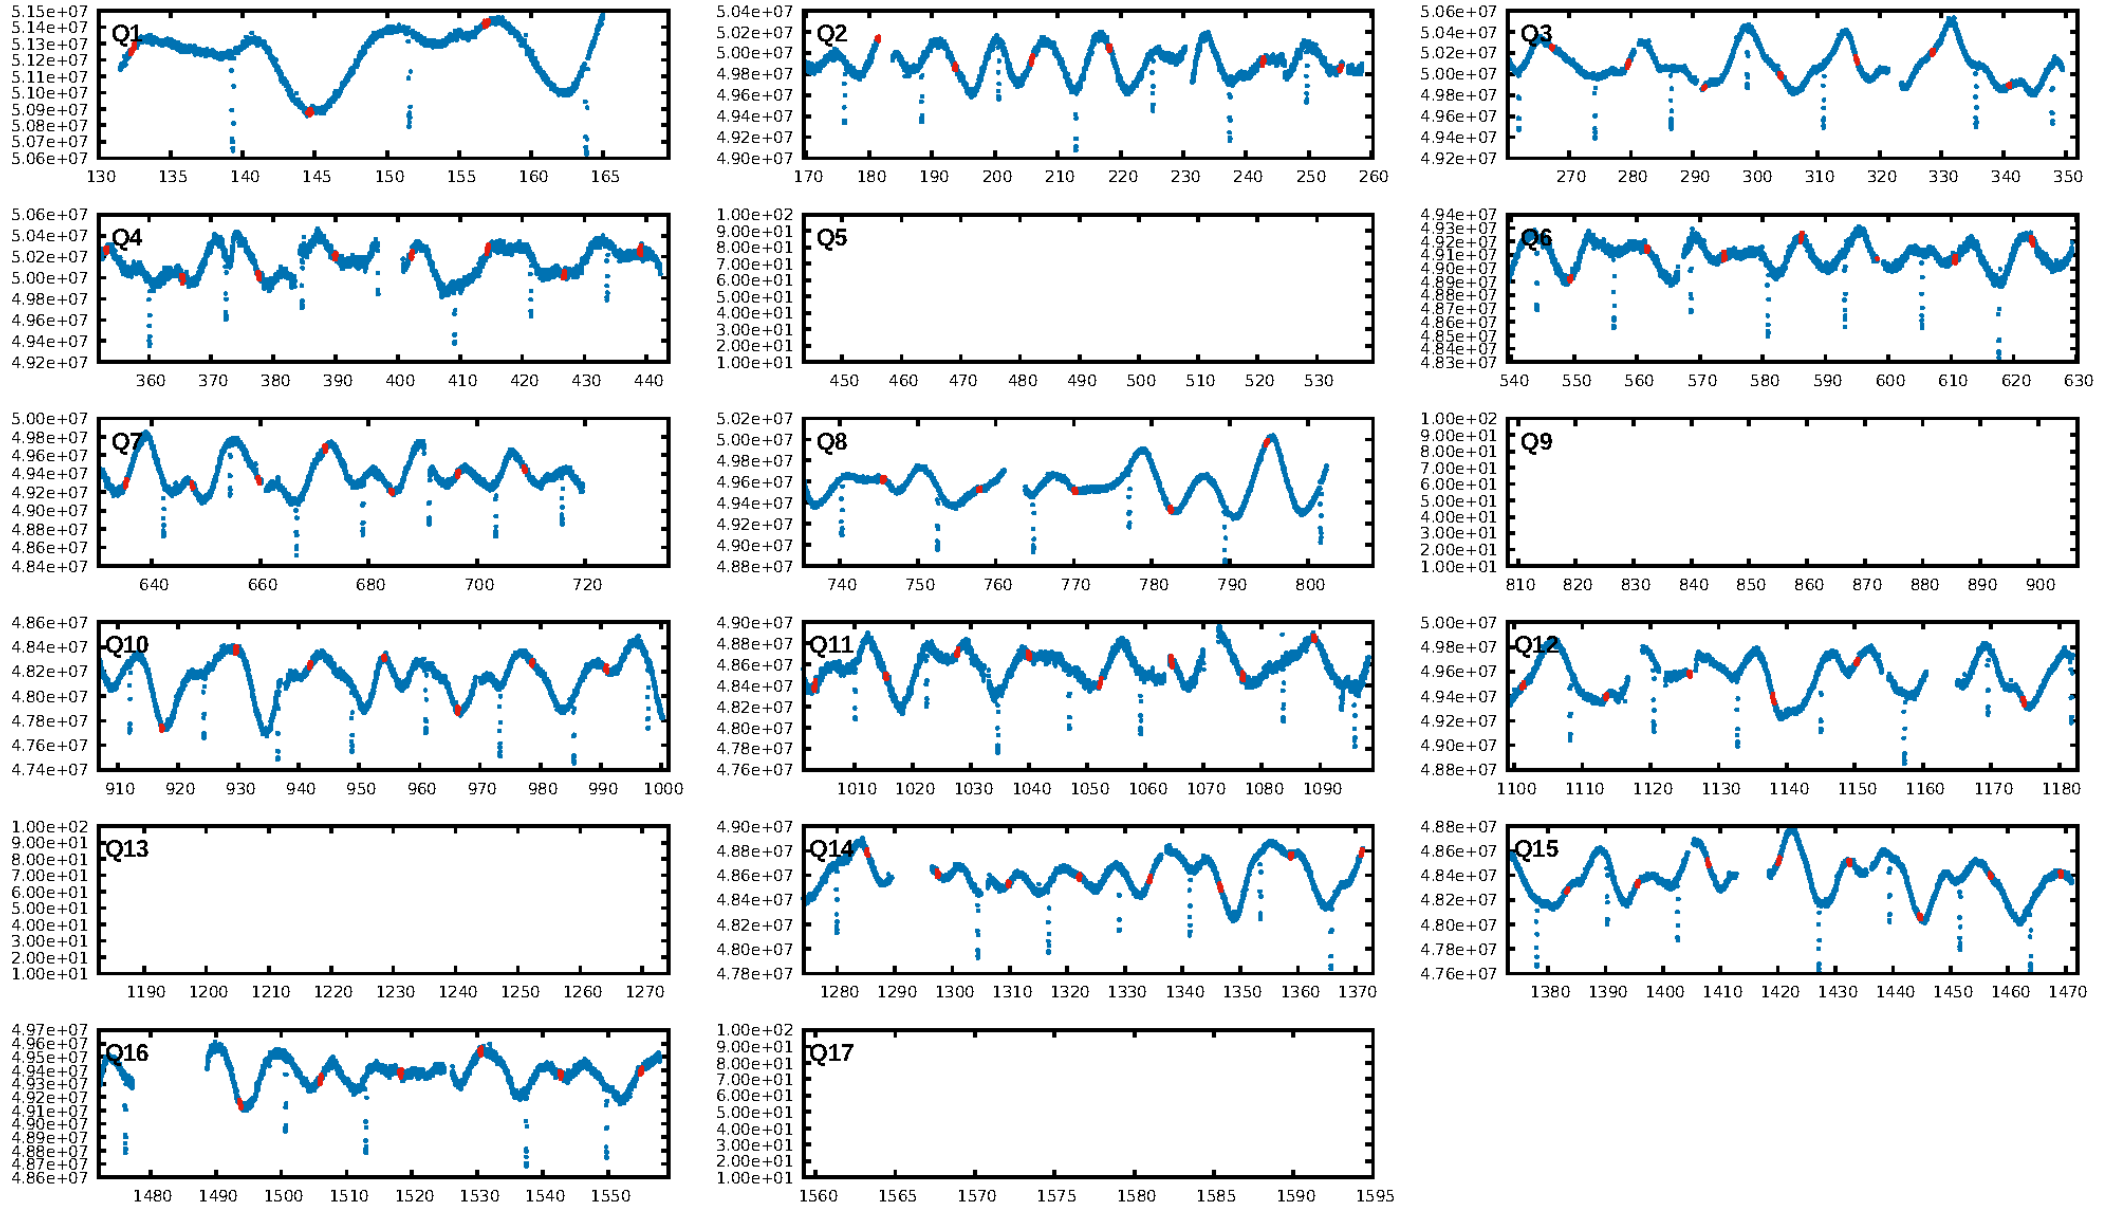 5.15e+07 5.14e+07 5.13e+07 5.12e+07 5.11e+07 5.10e+07 5.09e+07 5.08e+07 5.07e+07 5.06e+07
Q1
130 135 140 145 150 155 160 165
5.04e+07 5.02e+07 5.00e+07 4.98e+07 4.96e+07 4.94e+07 4.92e+07 4.90e+07
Q2
170 180 190 200 210 220 230 240 250 260
5.06e+07 5.04e+07 5.02e+07 5.00e+07 4.98e+07 4.96e+07 4.94e+07 4.92e+07
Q3
270 280 290 300 310 320 330 340 350
5.06e+07 5.04e+07 5.02e+07 5.00e+07 4.98e+07 4.96e+07 4.94e+07 4.92e+07
Q4
360 370 380 390 400 410 420 430 440
1.00e+02 9.00e+01 8.00e+01 7.00e+01 6.00e+01 5.00e+01 4.00e+01 3.00e+01 2.00e+01 1.00e+01
Q5
450 460 470 480 490 500 510 520 530
4.94e+07 4.93e+07 4.92e+07 4.91e+07 4.90e+07 4.89e+07 4.88e+07 4.87e+07 4.86e+07 4.85e+07 4.84e+07 4.83e+07
Q6
540 550 560 570 580 590 600 610 620 630
5.00e+07 4.98e+07 4.96e+07 4.94e+07 4.92e+07 4.90e+07 4.88e+07 4.86e+07 4.84e+07
Q7
640 660 680 700 720
5.02e+07 5.00e+07 4.98e+07 4.96e+07 4.94e+07 4.92e+07 4.90e+07 4.88e+07
Q8
740 750 760 770 780 790 800
1.00e+02 9.00e+01 8.00e+01 7.00e+01 6.00e+01 5.00e+01 4.00e+01 3.00e+01 2.00e+01 1.00e+01
Q9
810 820 830 840 850 860 870 880 890 900
4.86e+07 4.84e+07 4.82e+07 4.80e+07 4.78e+07 4.76e+07 4.74e+07
Q10
910 920 930 940 950 960 970 980 990 1000
4.90e+07 4.88e+07 4.86e+07 4.84e+07 4.82e+07 4.80e+07 4.78e+07 4.76e+07
Q11
1010 1020 1030 1040 1050 1060 1070 1080 1090
5.00e+07 4.98e+07 4.96e+07 4.94e+07 4.92e+07 4.90e+07 4.88e+07
Q12
1100 1110 1120 1130 1140 1150 1160 1170 1180
1.00e+02 9.00e+01 8.00e+01 7.00e+01 6.00e+01 5.00e+01 4.00e+01 3.00e+01 2.00e+01 1.00e+01
Q13
1190 1200 1210 1220 1230 1240 1250 1260 1270
4.90e+07 4.88e+07 4.86e+07 4.84e+07 4.82e+07 4.80e+07 4.78e+07
Q14
1280 1290 1300 1310 1320 1330 1340 1350 1360 1370
4.88e+07 4.86e+07 4.84e+07 4.82e+07 4.80e+07 4.78e+07 4.76e+07
Q15
1380 1390 1400 1410 1420 1430 1440 1450 1460 1470
4.97e+07 4.96e+07 4.95e+07 4.94e+07 4.93e+07 4.92e+07 4.91e+07 4.90e+07 4.89e+07 4.88e+07 4.87e+07 4.86e+07
Q16
1480 1490 1500 1510 1520 1530 1540 1550
1.00e+02 9.00e+01 8.00e+01 7.00e+01 6.00e+01 5.00e+01 4.00e+01 3.00e+01 2.00e+01 1.00e+01
Q17
1560 1565 1570 1575 1580 1585 1590 1595